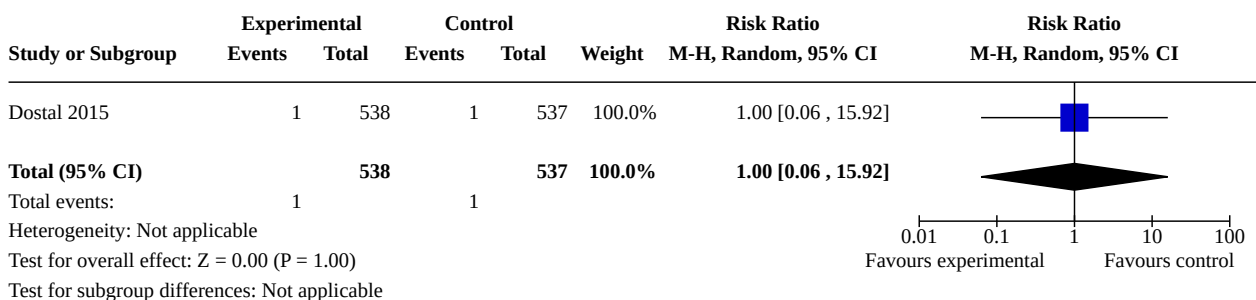 Experimental Control Risk Ratio Risk Ratio
Study or Subgroup Events Total Events Total Weight M-H, Random, 95% CI M-H, Random, 95% CI
Dostal 2015 1 538 1 537 100.0% 1.00 [0.06 , 15.92]
Total (95% CI) 538 537 100.0% 1.00 [0.06 , 15.92]
Total events: 1 1
Heterogeneity: Not applicable 0.01 0.1 1 10 100
Test for overall effect: Z = 0.00 (P = 1.00) Favours experimental Favours control
Test for subgroup differences: Not applicable